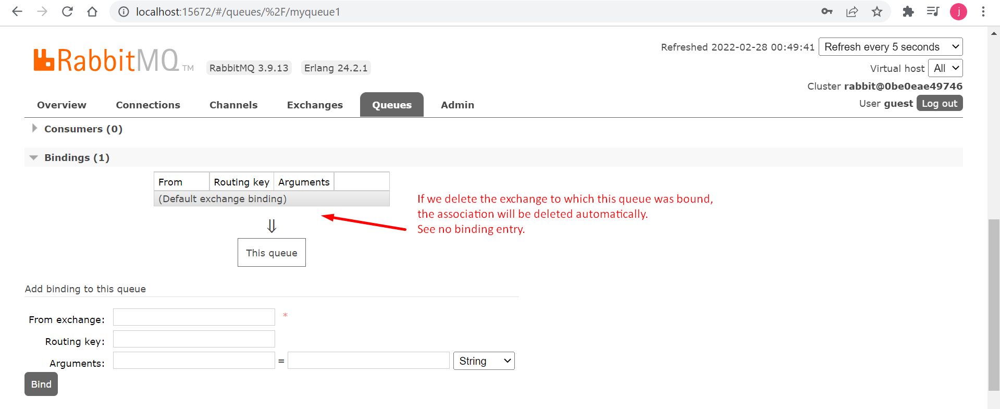 localhost:15672/#/queues/%2F/myqueue1
j
Refreshed 2022-02-28 00:49:41 Refresh every 5 seconds
RabbitMQ TM RabbitMQ 3.9.13 Erlang 24.2.1
Virtual host All
Cluster rabbit@0be0eae49746
User guest Log out
Overview Connections Channels Exchanges Queues Admin
Consumers (0)
Bindings (1)
From Routing key Arguments
(Default exchange binding)
If we delete the exchange to which this queue was bound,
the association will be deleted automatically.
See no binding entry.
⇓
This queue
Add binding to this queue
From exchange: *
Routing key:
Arguments: = String
Bind